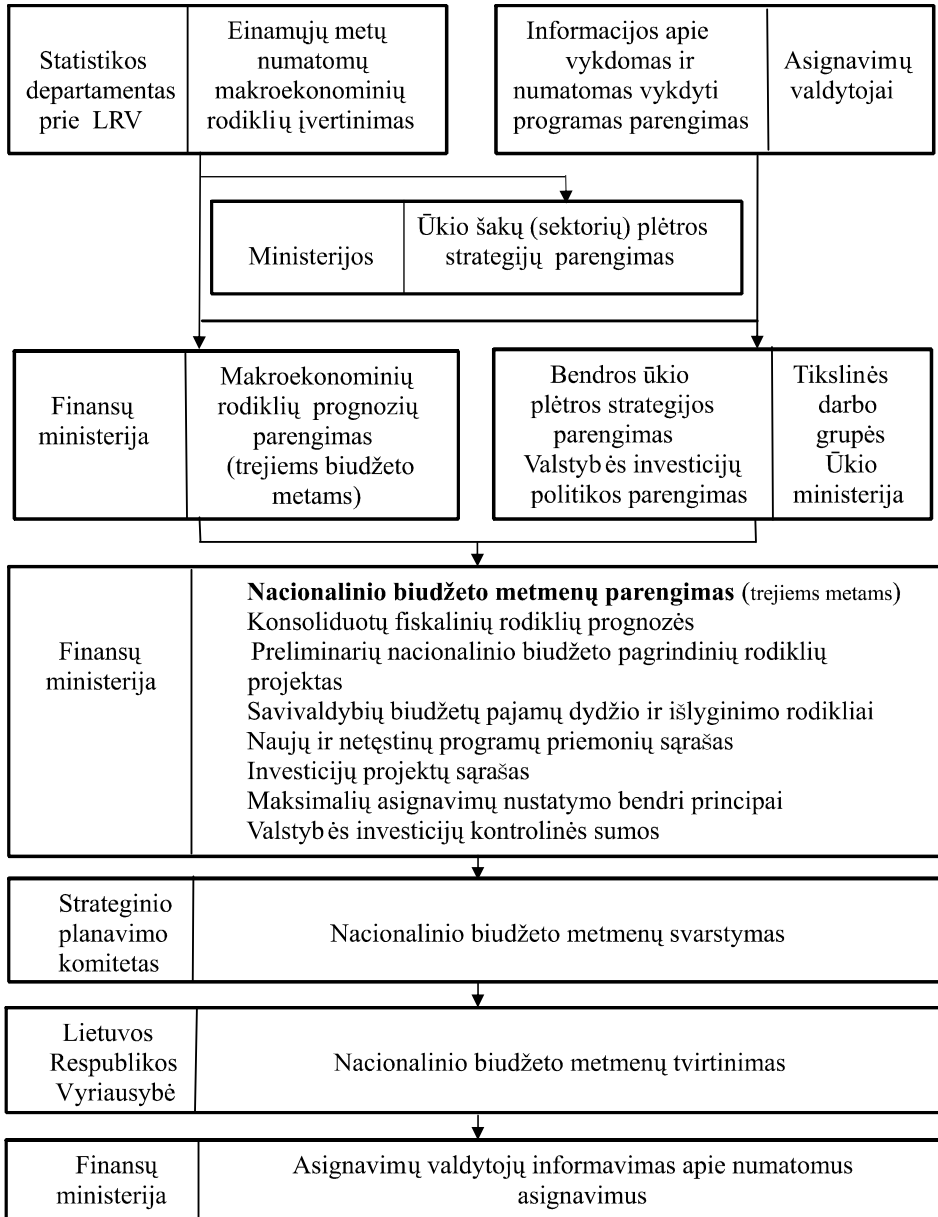 Statistikos
departamentas
prie LRV
Einamųjų metų
numatomų
makroekonominių
rodiklių įvertinimas
Informacijos apie
vykdomas ir
numatomas vykdyti
programas parengimas
Asignavimų
valdytojai
Ministerijos
Ūkio šakų (sektorių) plėtros
strategijų parengimas
Finansų
ministerija
Makroekonominių
rodiklių prognozių
parengimas
(trejiems biudžeto
metams)
Bendros ūkio
plėtros strategijos
parengimas
Valstybės investicijų
politikos parengimas
Tikslinės
darbo
grupės
Ūkio
ministerija
Finansų
ministerija
Nacionalinio biudžeto metmenų parengimas (trejiems metams)
Konsoliduotų fiskalinių rodiklių prognozės
Preliminarių nacionalinio biudžeto pagrindinių rodiklių
projektas
Savivaldybių biudžetų pajamų dydžio ir išlyginimo rodikliai
Naujų ir netęstinų programų priemonių sąrašas
Investicijų projektų sąrašas
Maksimalių asignavimų nustatymo bendri principai
Valstybės investicijų kontrolinės sumos
Strateginio
planavimo
komitetas
Nacionalinio biudžeto metmenų svarstymas
Lietuvos
Respublikos
Vyriausybė
Nacionalinio biudžeto metmenų tvirtinimas
Finansų
ministerija
Asignavimų valdytojų informavimas apie numatomus
asignavimus